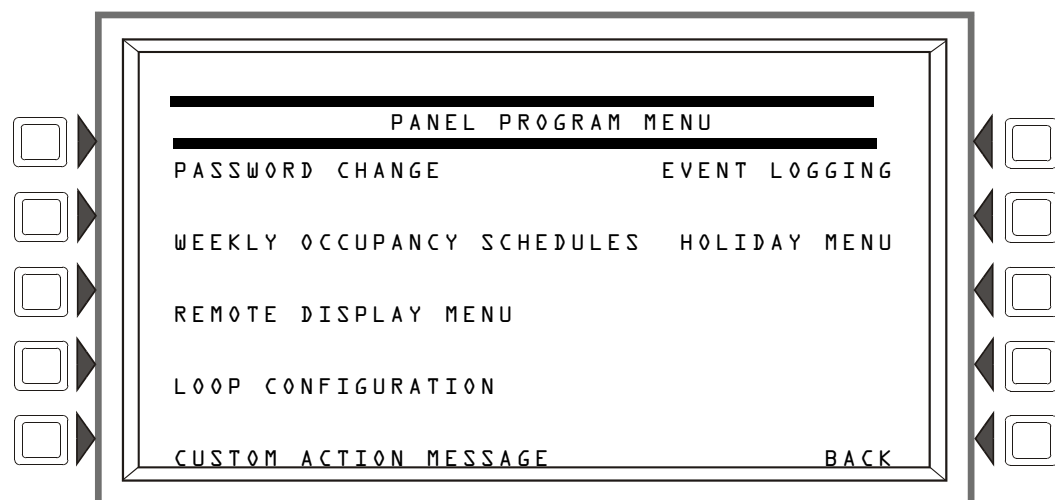 PANEL PROGRAM MENU
PASSWORD CHANGE EVENT LOGGING
WEEKLY OCCUPANCY SCHEDULES HOLIDAY MENU
REMOTE DISPLAY MENU
LOOP CONFIGURATION
CUSTOM ACTION MESSAGE BACK